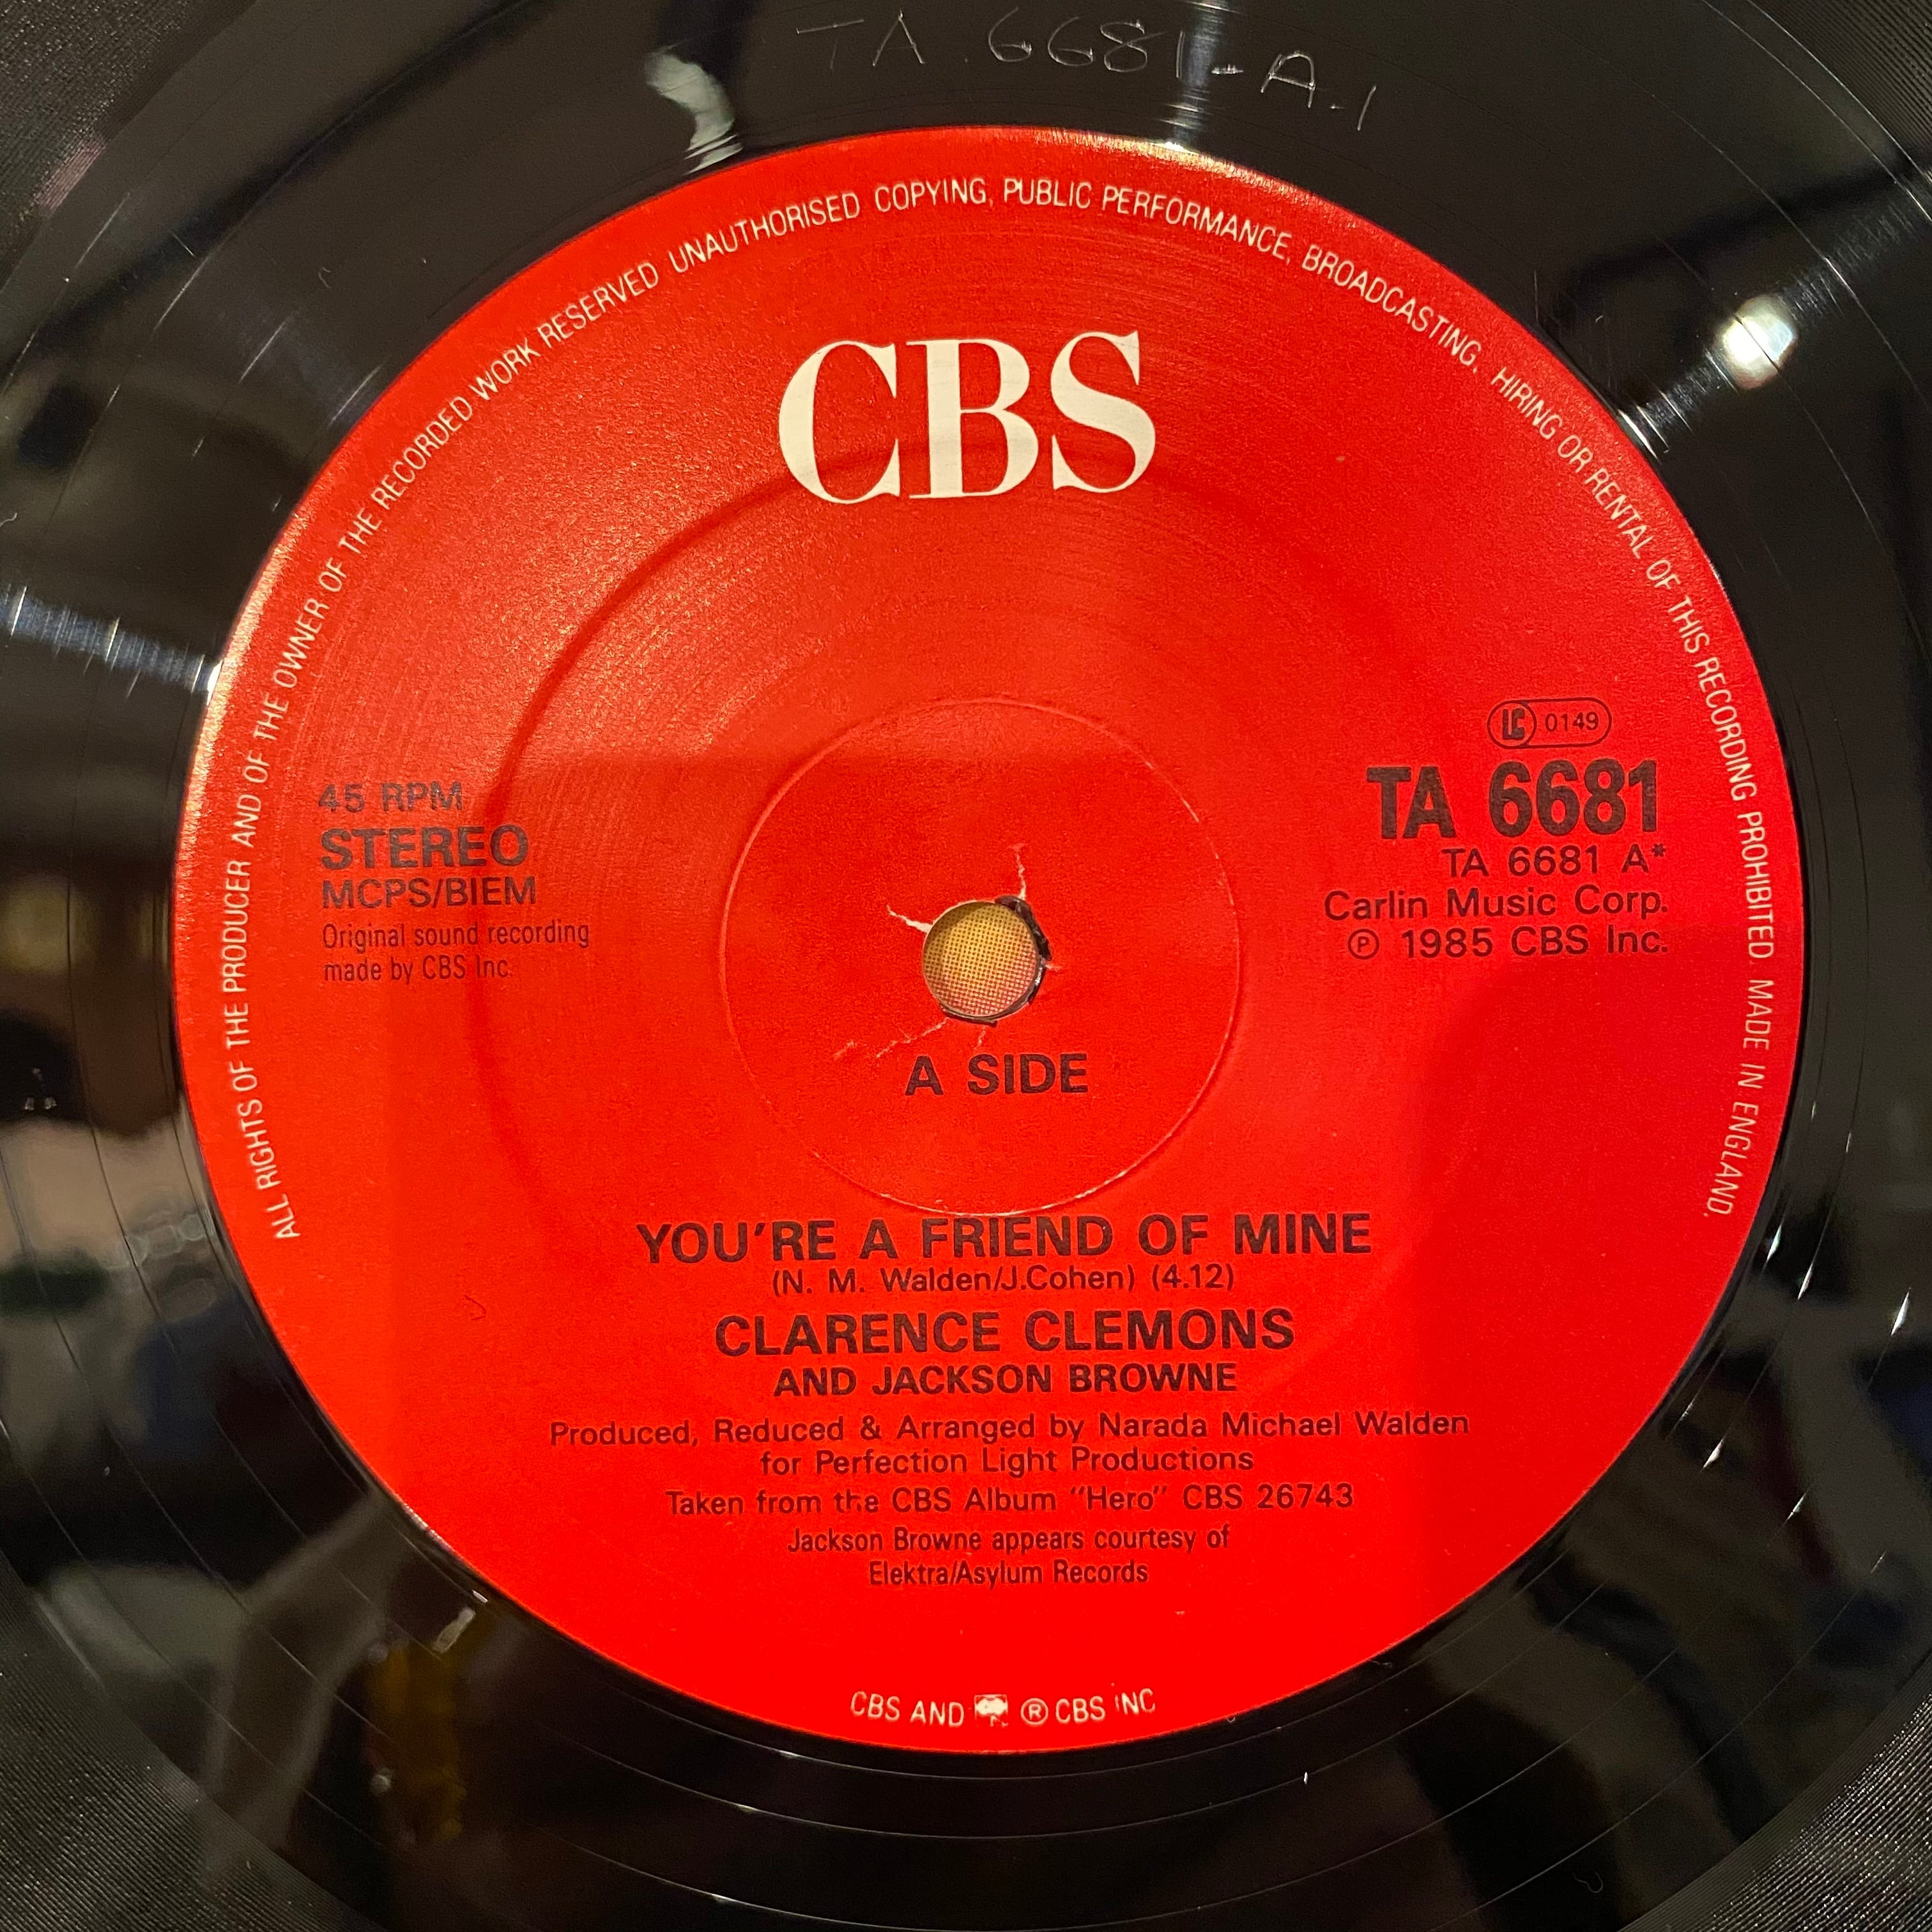 TA.6681-A.1
ALL RIGHTS OF THE PRODUCER AND OF THE OWNER OF THE RECORDED WORK RESERVED UNAUTHORISED COPYING, PUBLIC PERFORMANCE, BROADCASTING, HIRING OR RENTAL OF THIS RECORDING PROHIBITED MADE IN ENGLAND.
CBS
45 RPM
STEREO
MCPS/BIEM
Original sound recording
made by CBS Inc.
LC 0149
TA 6681
TA 6681 A*
Carlin Music Corp.
℗ 1985 CBS Inc.
A SIDE
YOU'RE A FRIEND OF MINE
(N. M. Walden/J.Cohen) (4.12)
CLARENCE CLEMONS
AND JACKSON BROWNE
Produced, Reduced & Arranged by Narada Michael Walden
for Perfection Light Productions
Taken from the CBS Album "Hero" CBS 26743
Jackson Browne appears courtesy of
Elektra/Asylum Records
CBS AND ® CBS INC